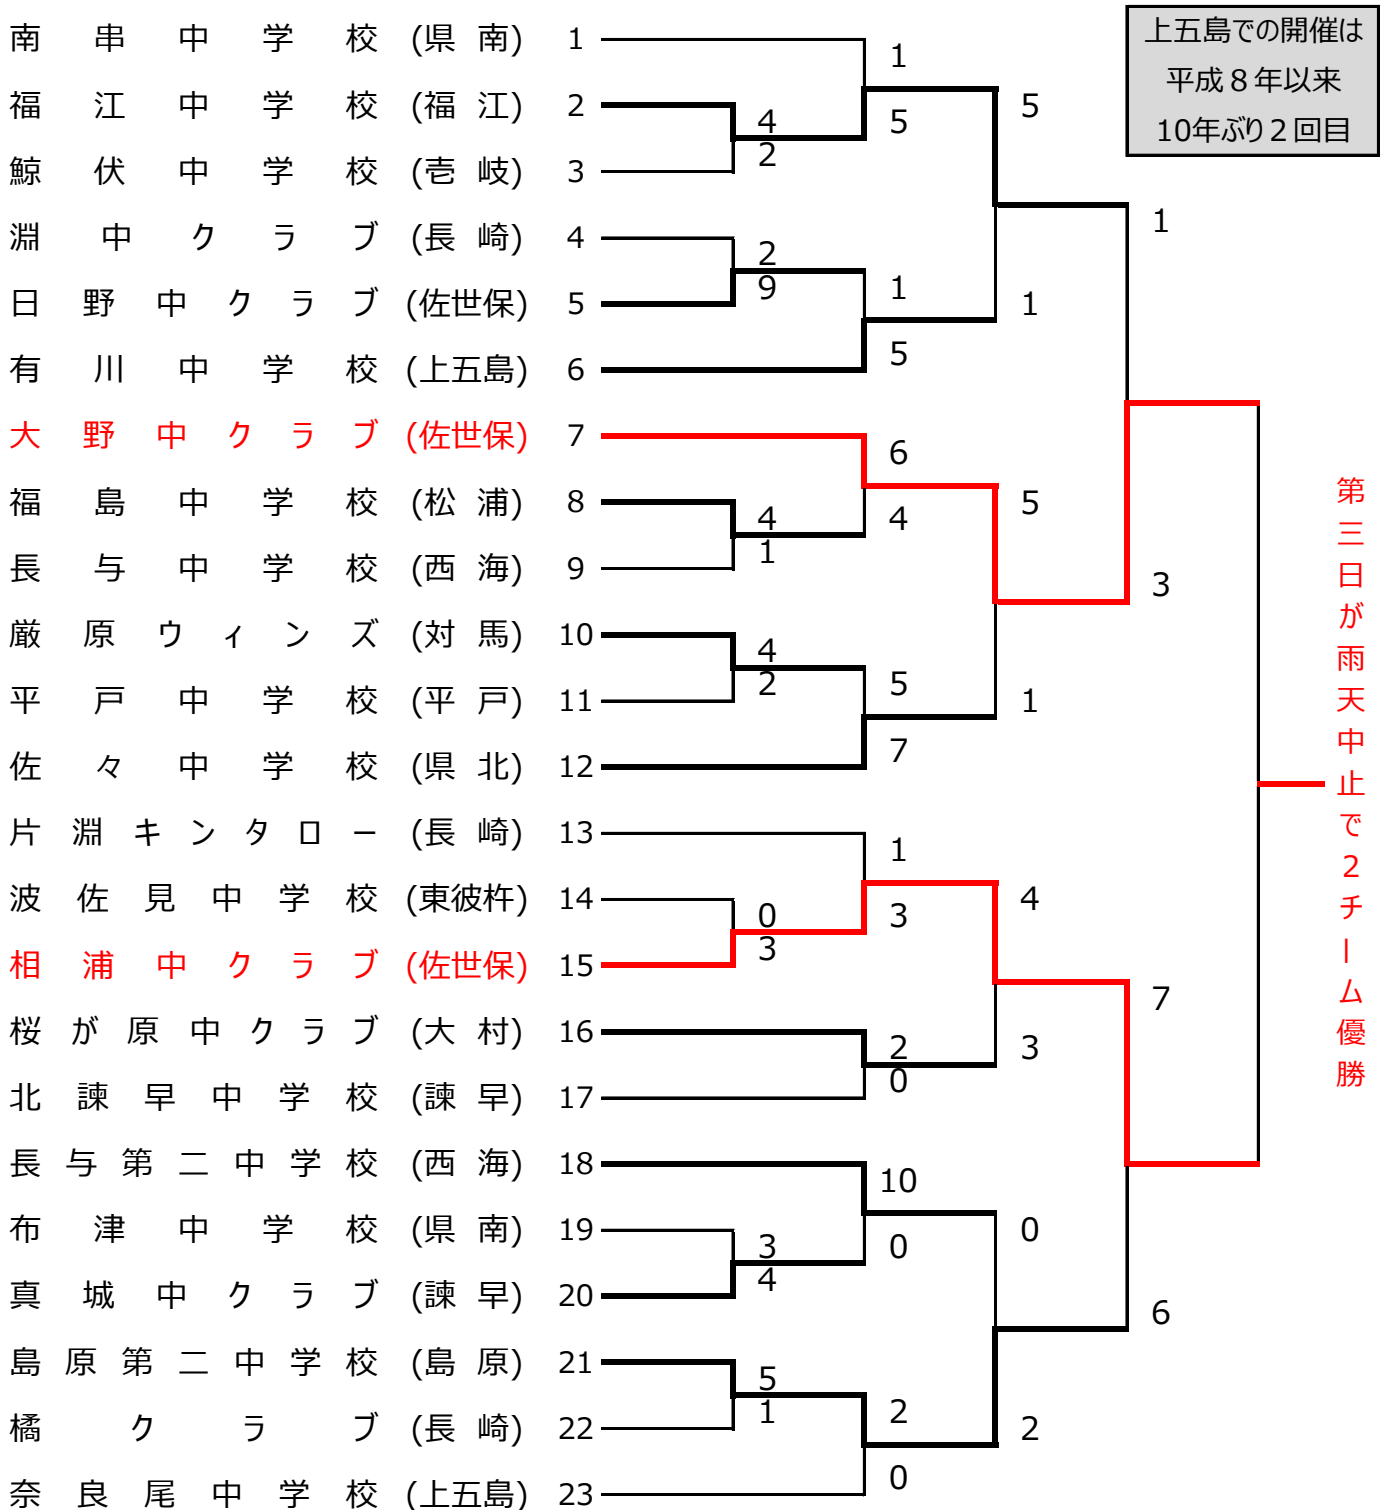 南串中学校 (県南) 1
福江中学校 (福江) 2
鯨伏中学校 (壱岐) 3
淵中クラブ (長崎) 4
日野中クラブ (佐世保) 5
有川中学校 (上五島) 6
大野中クラブ (佐世保) 7
福島中学校 (松浦) 8
長与中学校 (西海) 9
厳原ウィンズ (対馬) 10
平戸中学校 (平戸) 11
佐々中学校 (県北) 12
片淵キンタロー (長崎) 13
波佐見中学校 (東彼杵) 14
相浦中クラブ (佐世保) 15
桜が原中クラブ (大村) 16
北諫早中学校 (諫早) 17
長与第二中学校 (西海) 18
布津中学校 (県南) 19
真城中クラブ (諫早) 20
島原第二中学校 (島原) 21
橘クラブ (長崎) 22
奈良尾中学校 (上五島) 23
4
2
2
9
4
1
4
2
0
3
3
4
5
1
1
5
1
5
6
4
5
7
1
3
2
0
10
0
2
0
5
1
5
1
4
3
0
2
1
3
7
6
上五島での開催は
平成８年以来
10年ぶり２回目
第三日が雨天中止で２チーム優勝